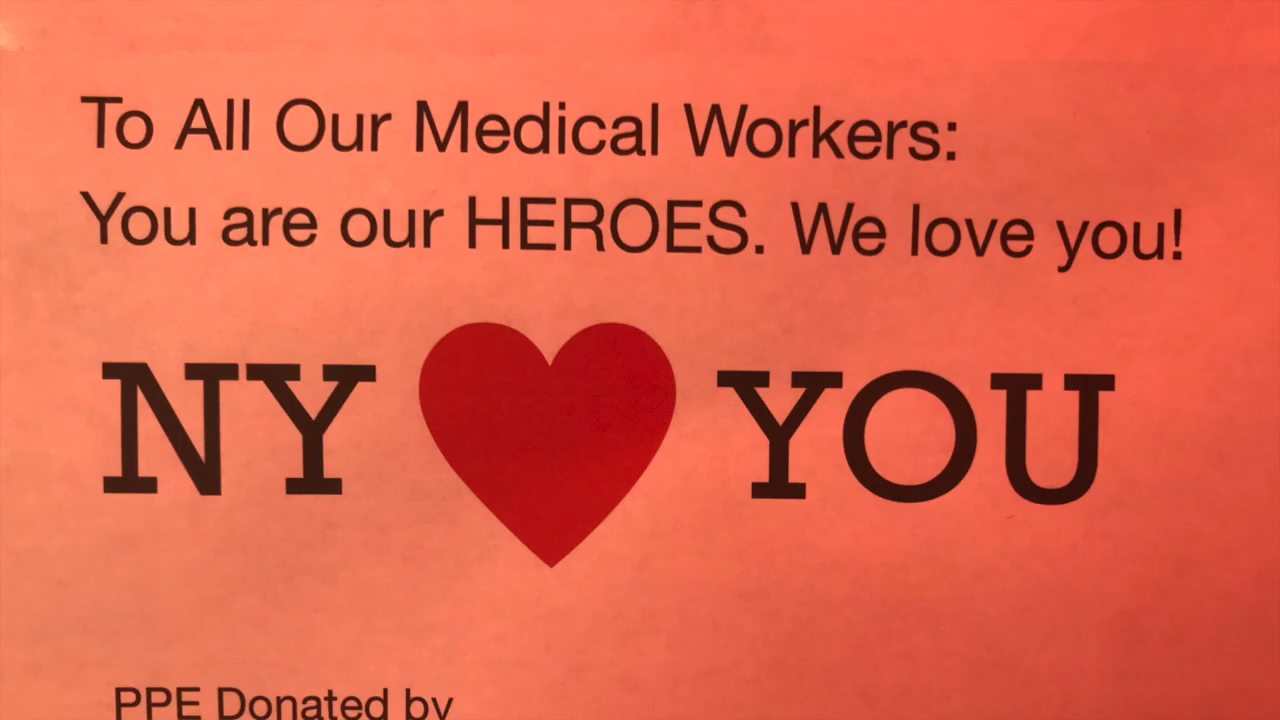 To All Our Medical Workers:
You are our HEROES. We love you!
NY ❤ YOU
PPE Donated by